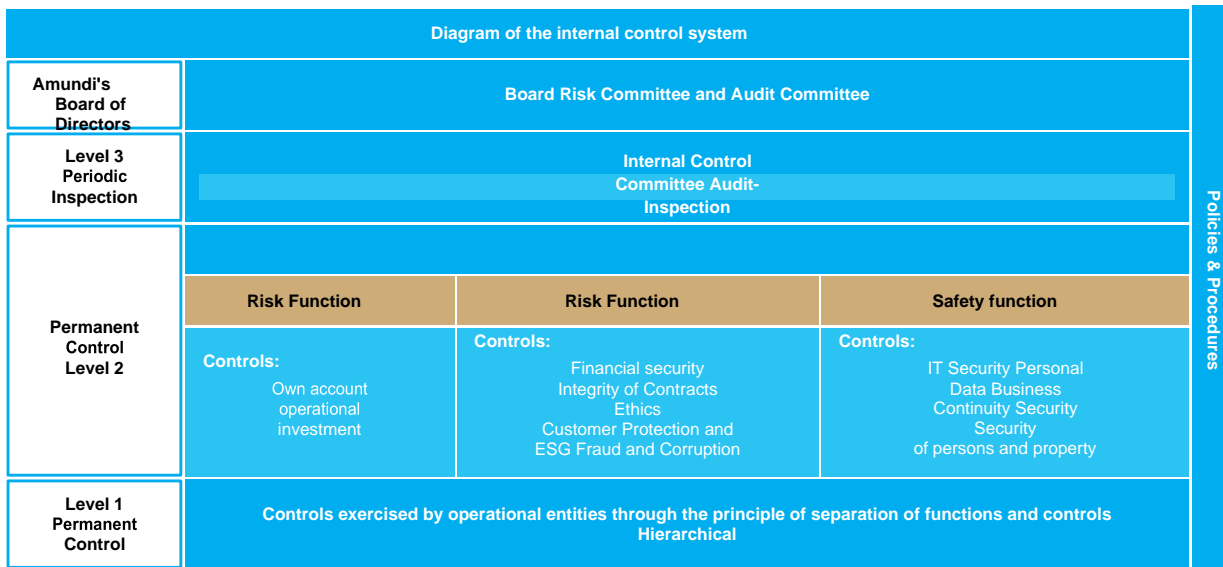 Diagram of the internal control system
Amundi's
Board of
Directors
Board Risk Committee and Audit Committee
Level 3
Periodic
Inspection
Internal Control
Committee Audit-
Inspection
Permanent
Control
Level 2
Risk Function
Controls:
Own account
operational
investment
Risk Function
Controls:
Financial security
Integrity of Contracts
Ethics
Customer Protection and
ESG Fraud and Corruption
Safety function
Controls:
IT Security Personal
Data Business
Continuity Security
Security
of persons and property
Level 1
Permanent
Control
Controls exercised by operational entities through the principle of separation of functions and controls
Hierarchical
Policies & Procedures